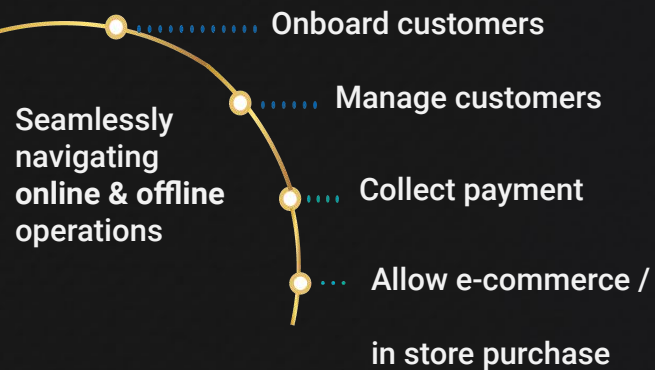 Onboard customers
Manage customers
Seamlessly
navigating
online & offline
operations
Collect payment
Allow e-commerce /
in store purchase